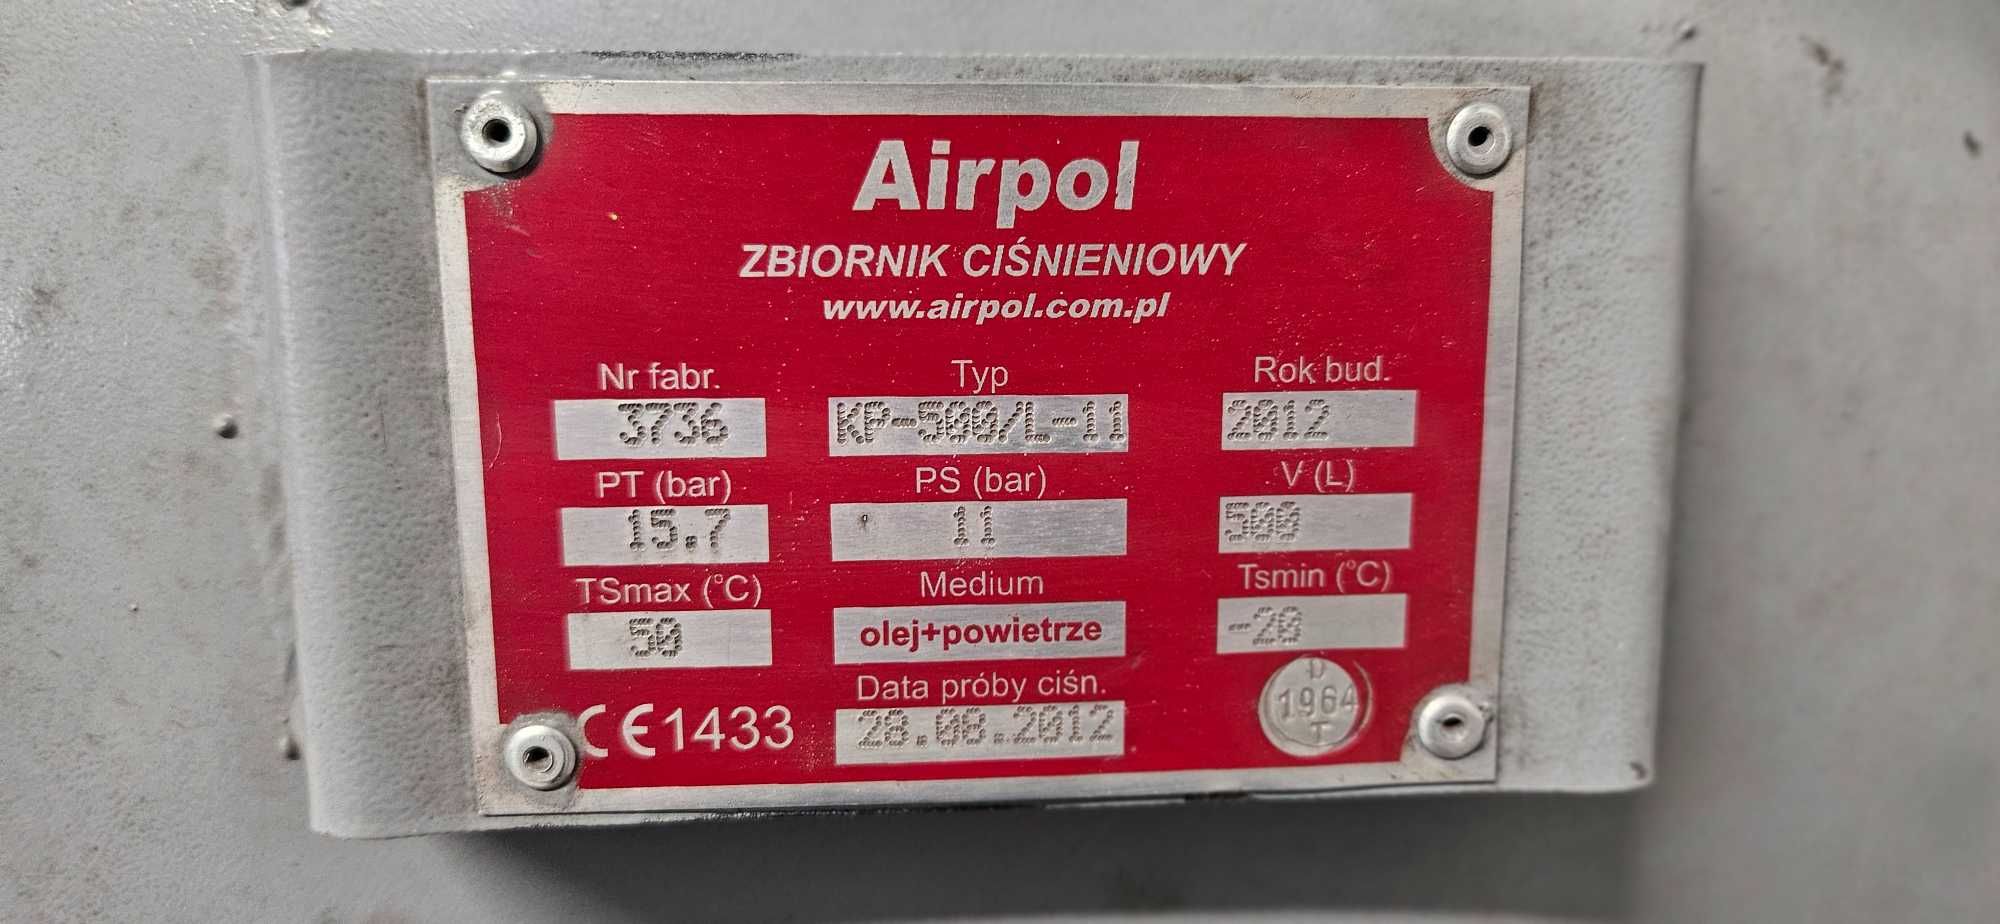 Airpol
ZBIORNIK CIŚNIENIOWY
www.airpol.com.pl
Nr fabr. Typ Rok bud.
3736 KP-500/L-11 2012
PT (bar) PS (bar) V (L)
15.7 11 500
TSmax (°C) Medium Tsmin (°C)
50 olej+powietrze -20
Data próby ciśn.
CE1433 28.08.2012
D
1964
T